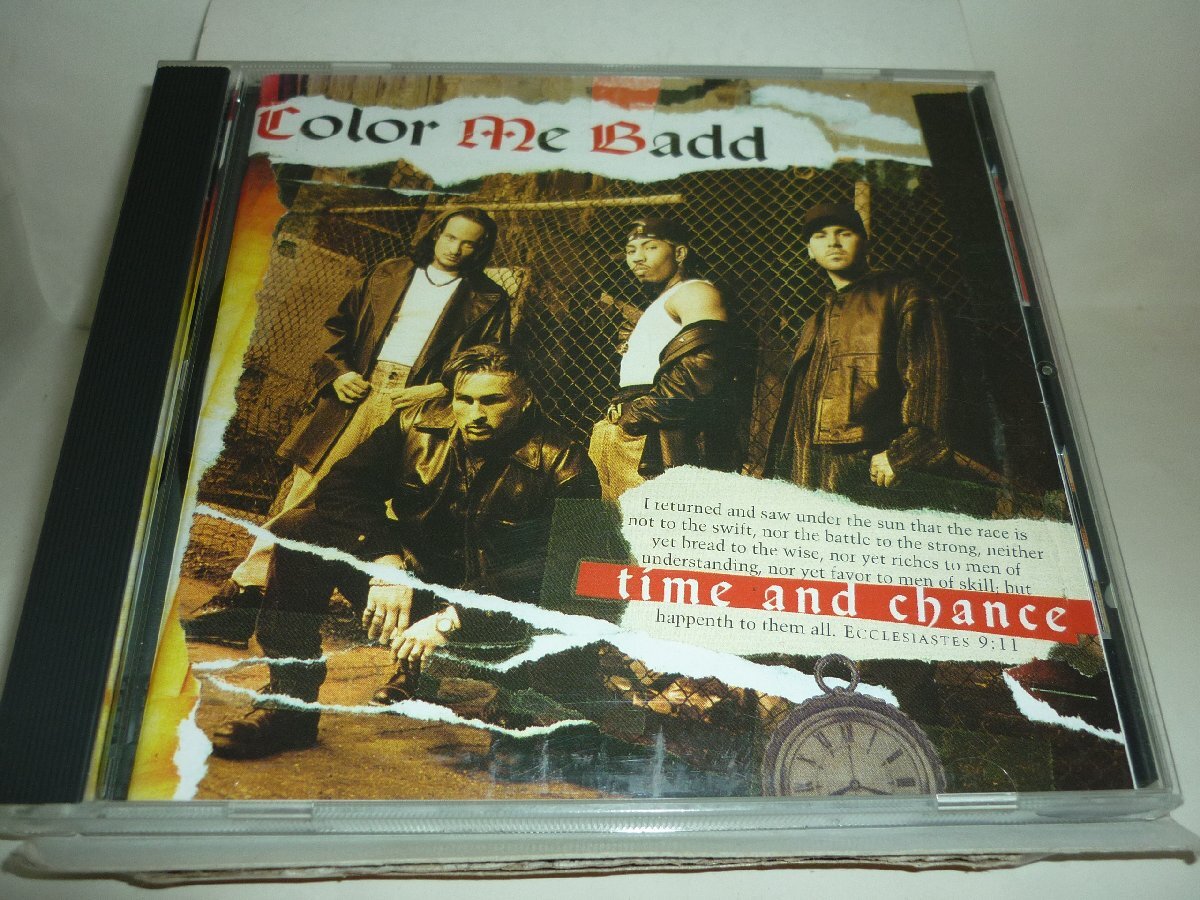 Color Me Badd
I returned and saw under the sun that the race is
not to the swift, nor the battle to the strong, neither
yet bread to the wise, nor yet riches to men of
understanding, nor yet favor to men of skill; but
time and chance
happenth to them all. ECCLESIASTES 9:11